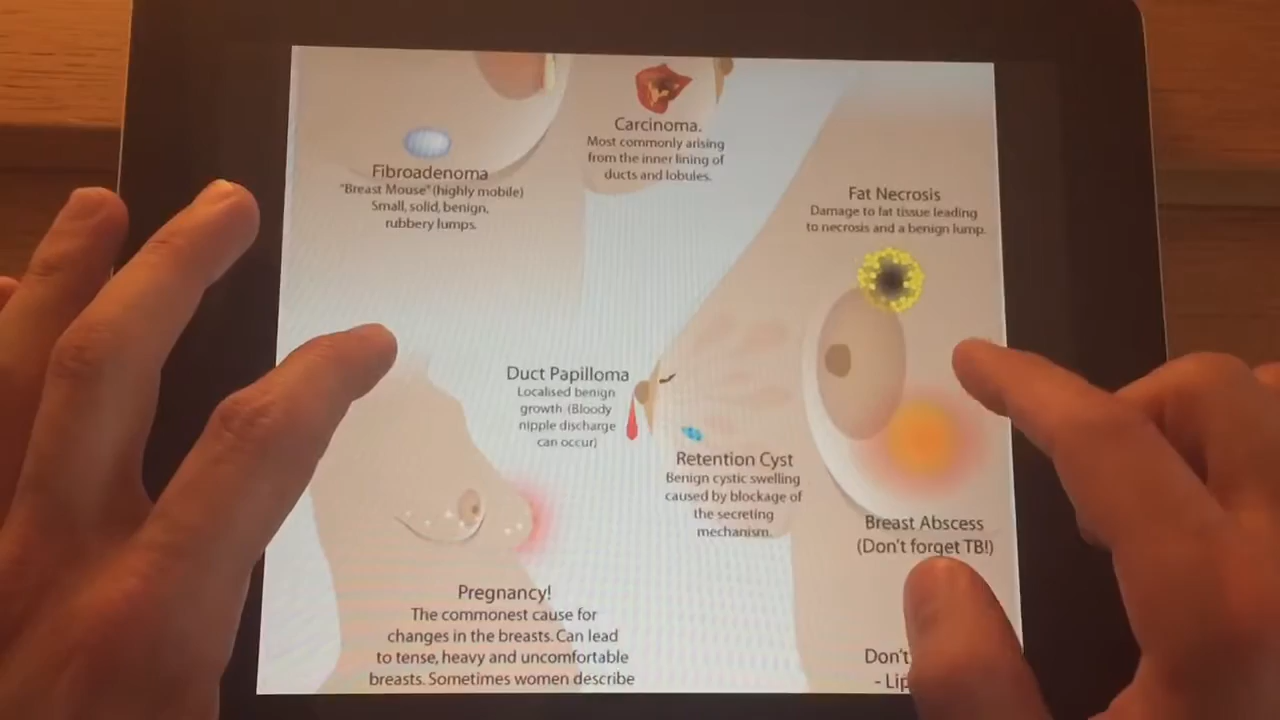 Carcinoma.
Most commonly arising
from the inner lining of
ducts and lobules.
Fibroadenoma
"Breast Mouse" (highly mobile)
Small, solid, benign,
rubbery lumps.
Fat Necrosis
Damage to fat tissue leading
to necrosis and a benign lump.
Duct Papilloma
Localised benign
growth (Bloody
nipple discharge
can occur)
Retention Cyst
Benign cystic swelling
caused by blockage of
the secreting
mechanism.
Breast Abscess
(Don't forget TB!)
Pregnancy!
The commonest cause for
changes in the breasts. Can lead
to tense, heavy and uncomfortable
breasts. Sometimes women describe
Don't
- Lip